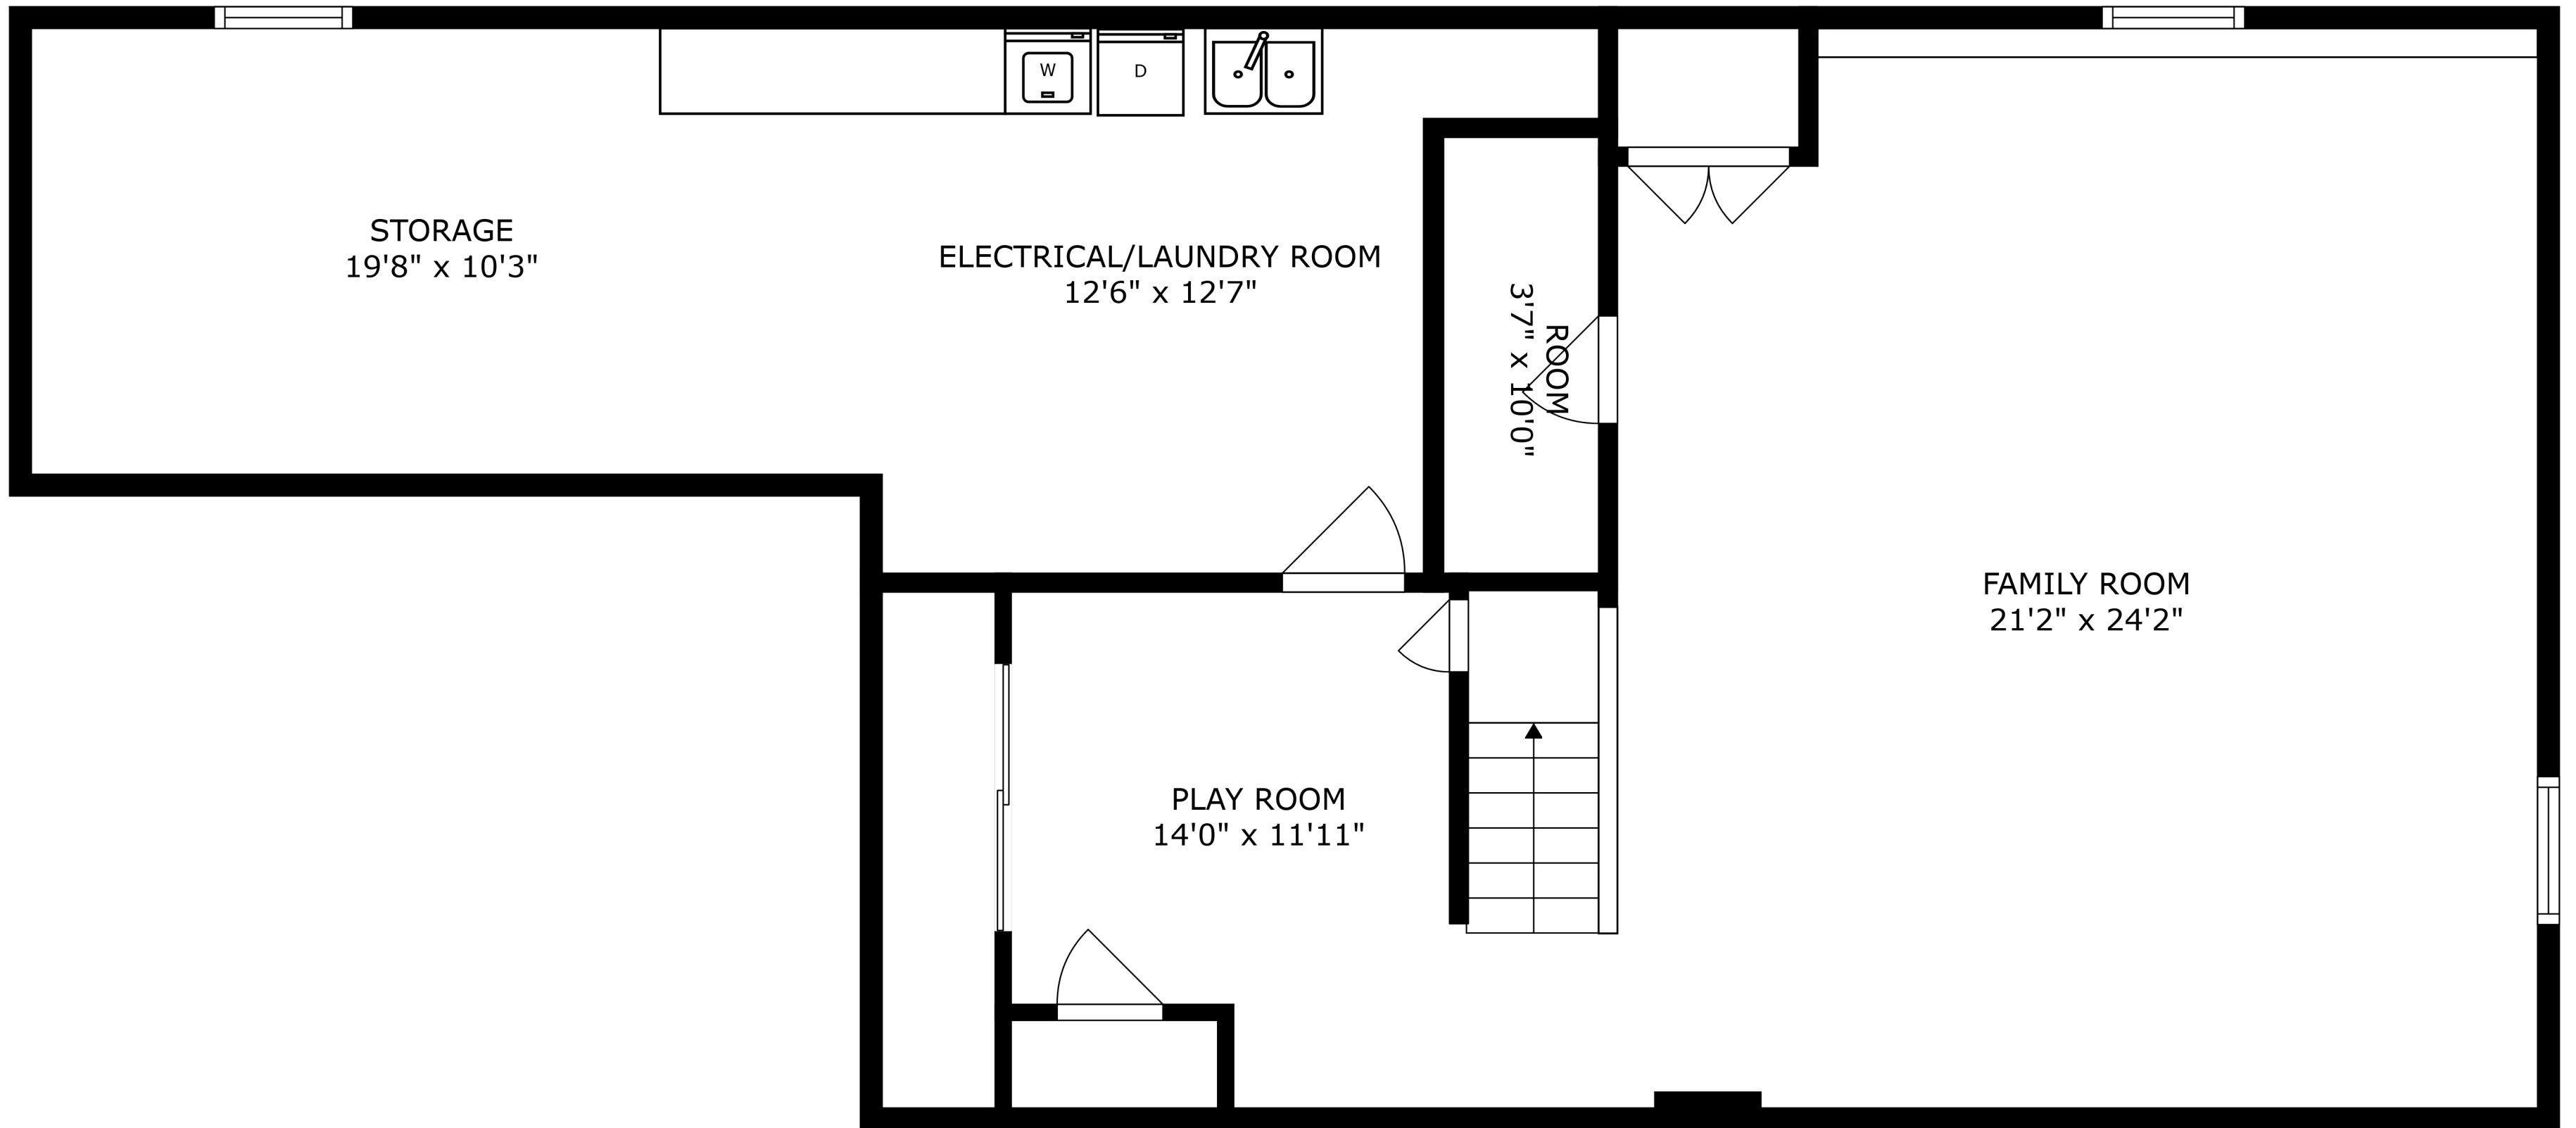 STORAGE
19'8" x 10'3"
W
D
ELECTRICAL/LAUNDRY ROOM
12'6" x 12'7"
ROOM
3'7" x 10'0"
FAMILY ROOM
21'2" x 24'2"
PLAY ROOM
14'0" x 11'11"